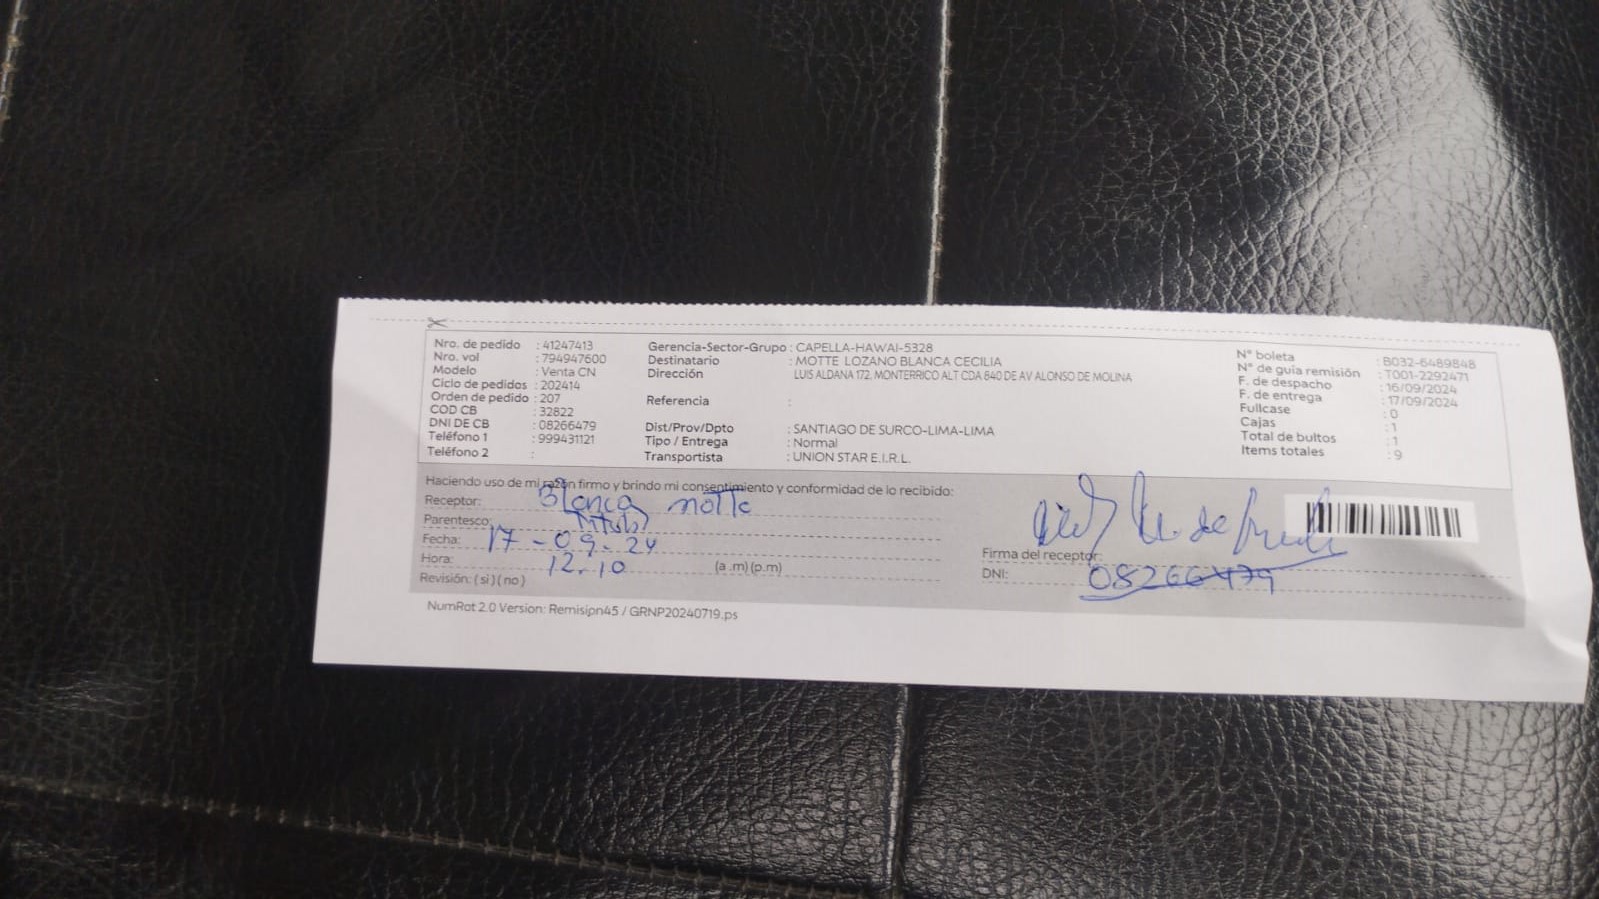 Nro. de pedido : 41247413
Nro. vol : 794947600
Modelo : Venta CN
Ciclo de pedidos : 202414
Orden de pedido : 207
COD CB : 32822
DNI DE CB : 08266479
Teléfono 1 : 999431121
Teléfono 2 :
Gerencia-Sector-Grupo : CAPELLA-HAWAI-5328
Destinatario : MOTTE LOZANO BLANCA CECILIA
Dirección : LUIS ALDANA 172, MONTERRICO ALT CDA 840 DE AV ALONSO DE MOLINA
Referencia :
Dist/Prov/Dpto : SANTIAGO DE SURCO-LIMA-LIMA
Tipo / Entrega : Normal
Transportista : UNION STAR E.I.R.L.
N° boleta : B032-6489848
N° de guía remisión : T001-2292471
F. de despacho : 16/09/2024
F. de entrega : 17/09/2024
Fullcase : 0
Cajas : 1
Total de bultos : 1
Items totales : 9
Haciendo uso de mi razón firmo y brindo mi consentimiento y conformidad de lo recibido:
Receptor: Blanca motte
Parentesco:
Fecha: 17-09-24
Hora: 12.10 (a .m) (p.m)
Revisión: ( si ) ( no )
Firma del receptor:
DNI: 08266479
NumRot 2.0 Version: Remisipn45 / GRNP20240719.ps